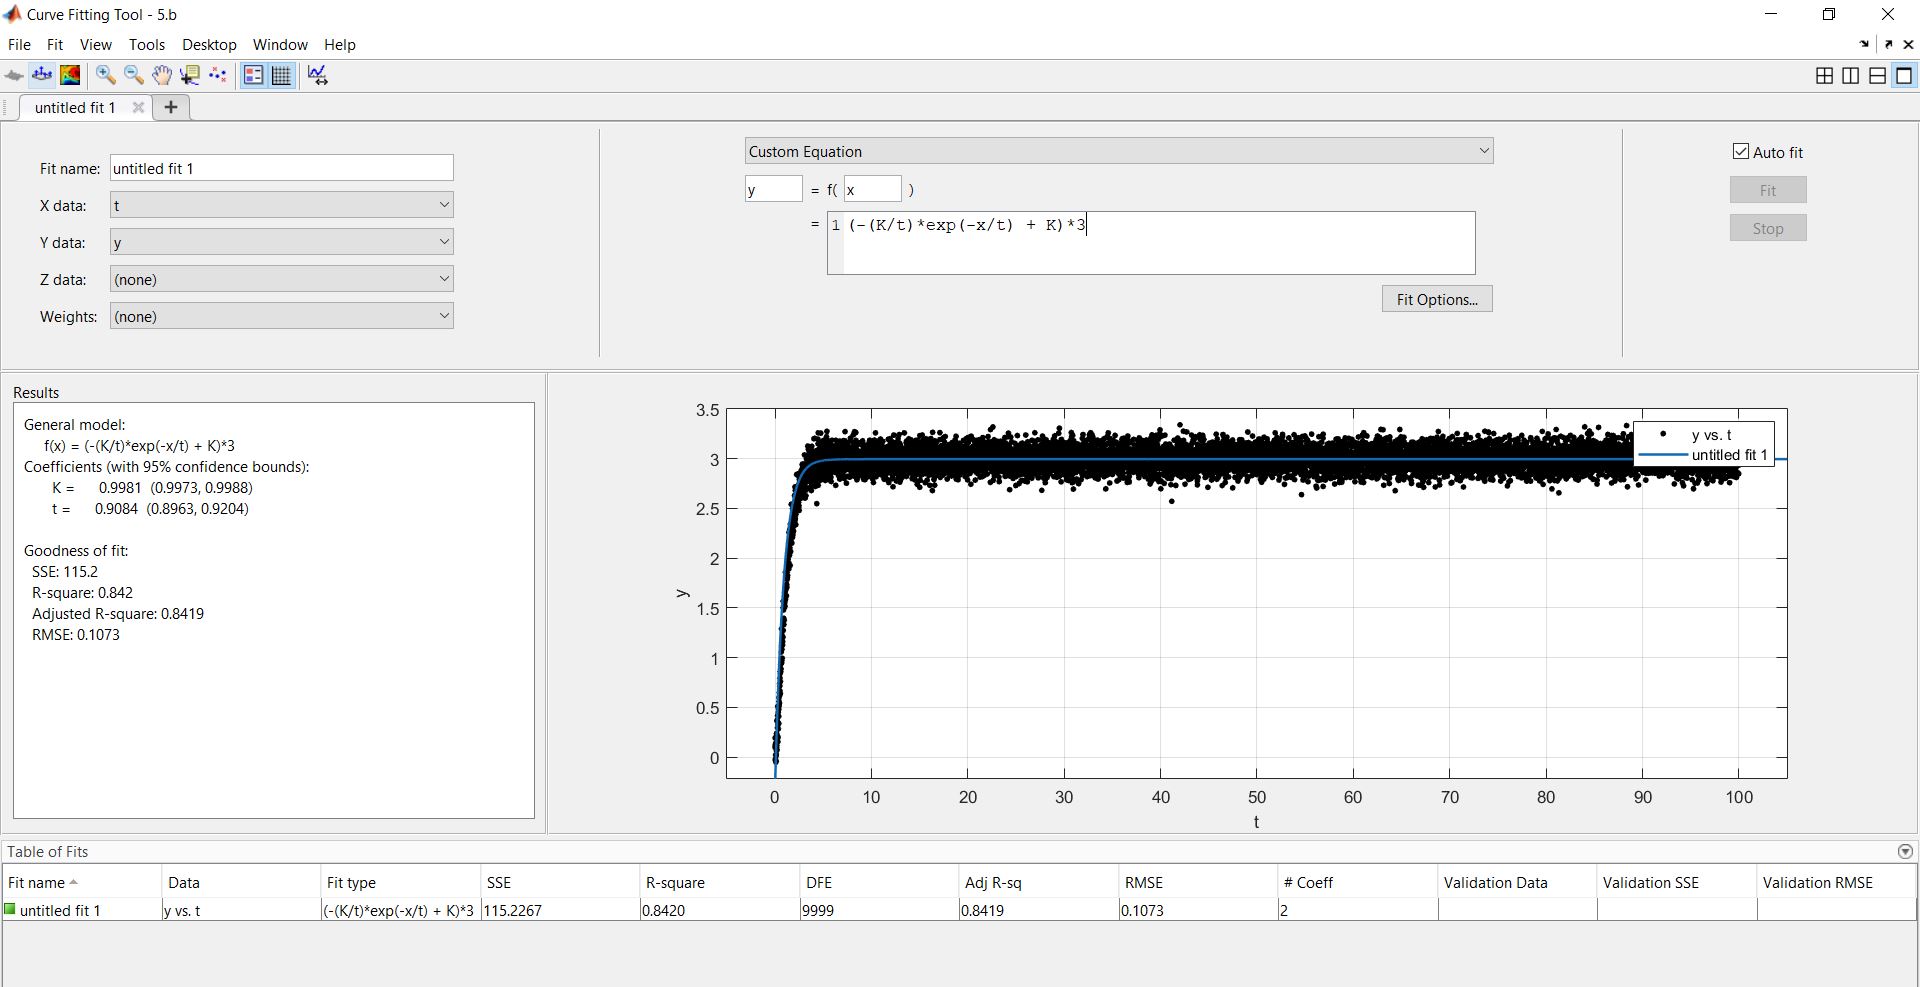 Curve Fitting Tool - 5.b
File Fit View Tools Desktop Window Help
untitled fit 1
Fit name: untitled fit 1
X data: t
Y data: y
Z data: (none)
Weights: (none)
Custom Equation
y = f( x )
= 1 (-(K/t)*exp(-x/t) + K)*3
Fit Options...
Auto fit
Fit
Stop
Results
General model:
f(x) = (-(K/t)*exp(-x/t) + K)*3
Coefficients (with 95% confidence bounds):
K = 0.9981 (0.9973, 0.9988)
t = 0.9084 (0.8963, 0.9204)
Goodness of fit:
SSE: 115.2
R-square: 0.842
Adjusted R-square: 0.8419
RMSE: 0.1073
3.5
3
2.5
2
1.5
1
0.5
0
y
y vs. t
untitled fit 1
0 10 20 30 40 50 60 70 80 90 100
t
Table of Fits
Fit name Data Fit type SSE R-square DFE Adj R-sq RMSE # Coeff Validation Data Validation SSE Validation RMSE
untitled fit 1 y vs. t (-(K/t)*exp(-x/t) + K)*3 115.2267 0.8420 9999 0.8419 0.1073 2